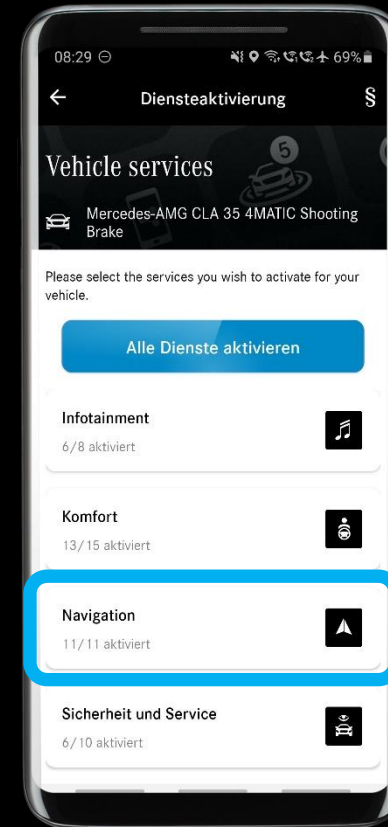 08:29 69%
Diensteaktivierung §
5
Vehicle services
Mercedes-AMG CLA 35 4MATIC Shooting
Brake
Please select the services you wish to activate for your
vehicle.
Alle Dienste aktivieren
Infotainment
6/8 aktiviert
Komfort
13/15 aktiviert
Navigation
11/11 aktiviert
Sicherheit und Service
6/10 aktiviert